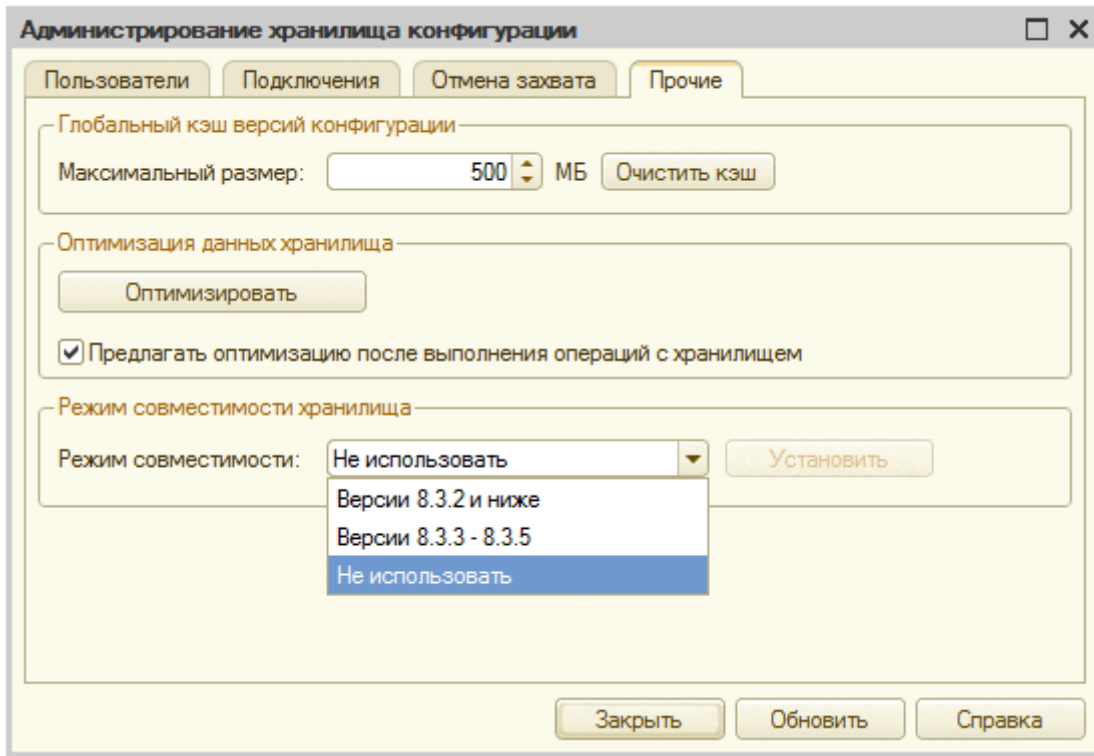 Администрирование хранилища конфигурации
Пользователи Подключения Отмена захвата Прочие
Глобальный кэш версий конфигурации
Максимальный размер: 500 МБ Очистить кэш
Оптимизация данных хранилища
Оптимизировать
Предлагать оптимизацию после выполнения операций с хранилищем
Режим совместимости хранилища
Режим совместимости: Не использовать Установить
Версии 8.3.2 и ниже
Версии 8.3.3 - 8.3.5
Не использовать
Закрыть Обновить Справка